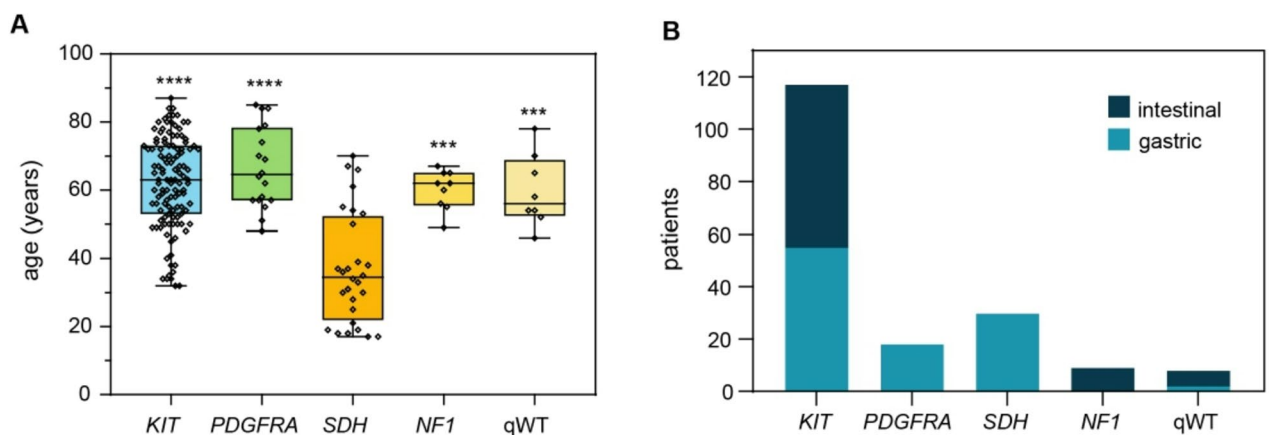 A
100
80
60
40
20
0
age (years)
****
****
***
***
KIT
PDGFRA
SDH
NF1
qWT
B
120
100
80
60
40
20
0
patients
intestinal
gastric
KIT
PDGFRA
SDH
NF1
qWT